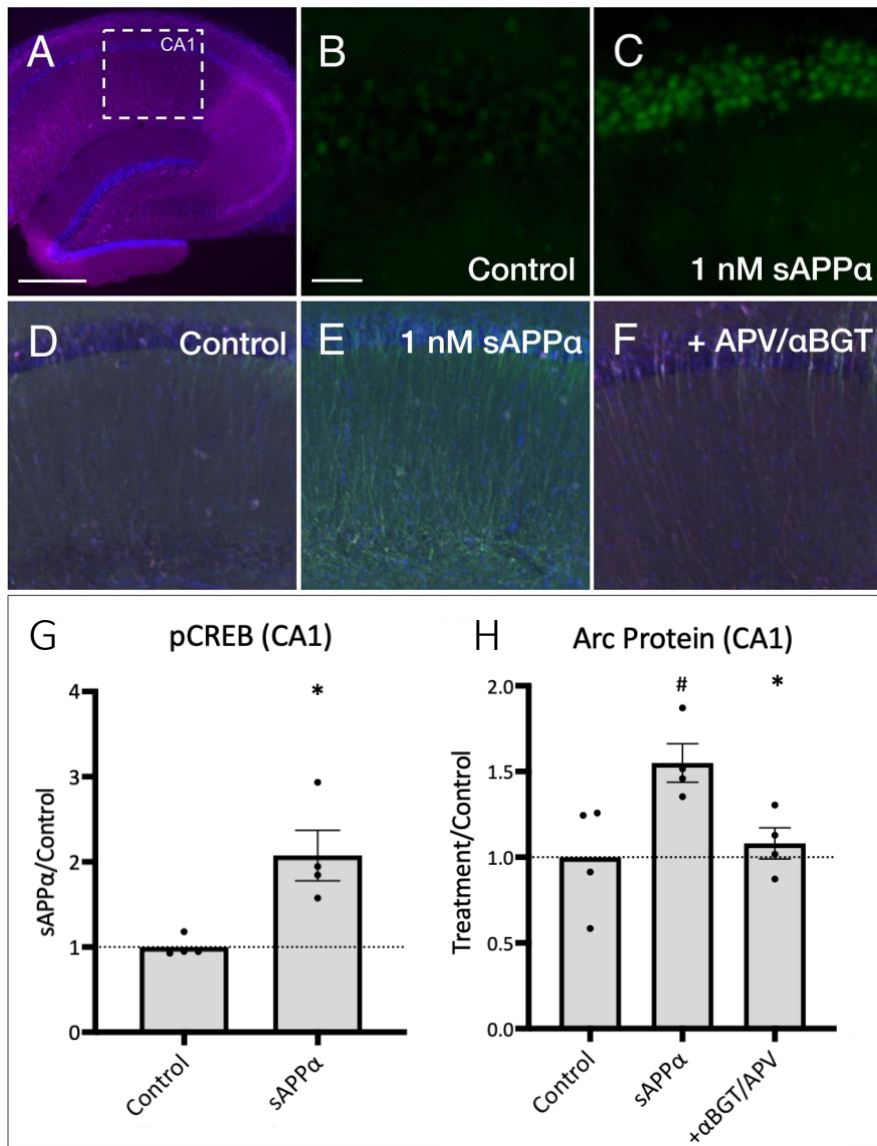 A
CA1
B
Control
C
1 nM sAPPα
D
Control
E
1 nM sAPPα
F
+ APV/αBGT
G
pCREB (CA1)
*
4
3
2
1
0
sAPPα/Control
Control
sAPPα
H
Arc Protein (CA1)
#
*
2.0
1.5
1.0
0.5
0.0
Treatment/Control
Control
sAPPα
+αBGT/APV